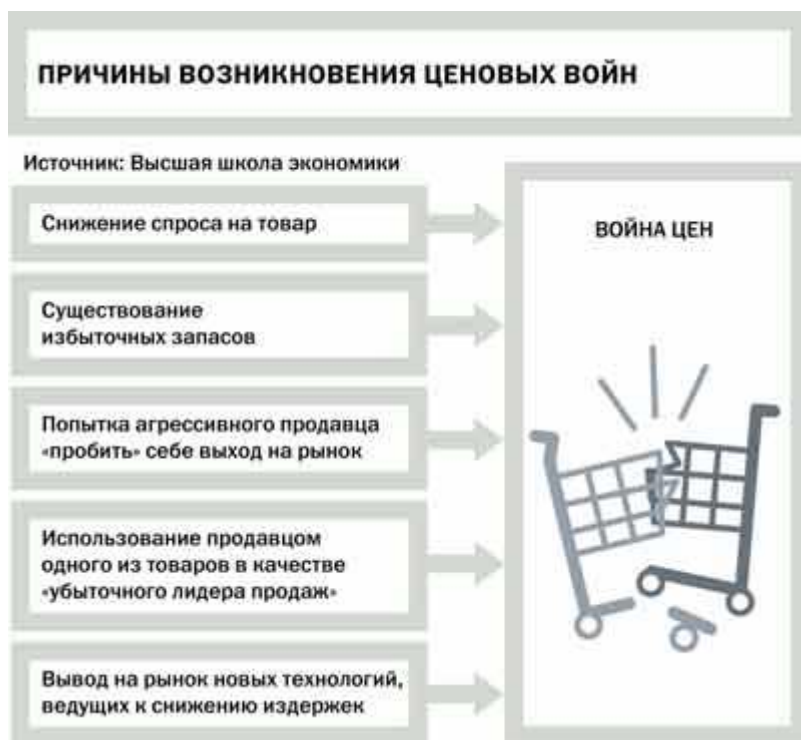 ПРИЧИНЫ ВОЗНИКНОВЕНИЯ ЦЕНОВЫХ ВОЙН
Источник: Высшая школа экономики
Снижение спроса на товар
Существование
избыточных запасов
Попытка агрессивного продавца
«пробить» себе выход на рынок
Использование продавцом
одного из товаров в качестве
«убыточного лидера продаж»
Вывод на рынок новых технологий,
ведущих к снижению издержек
ВОЙНА ЦЕН